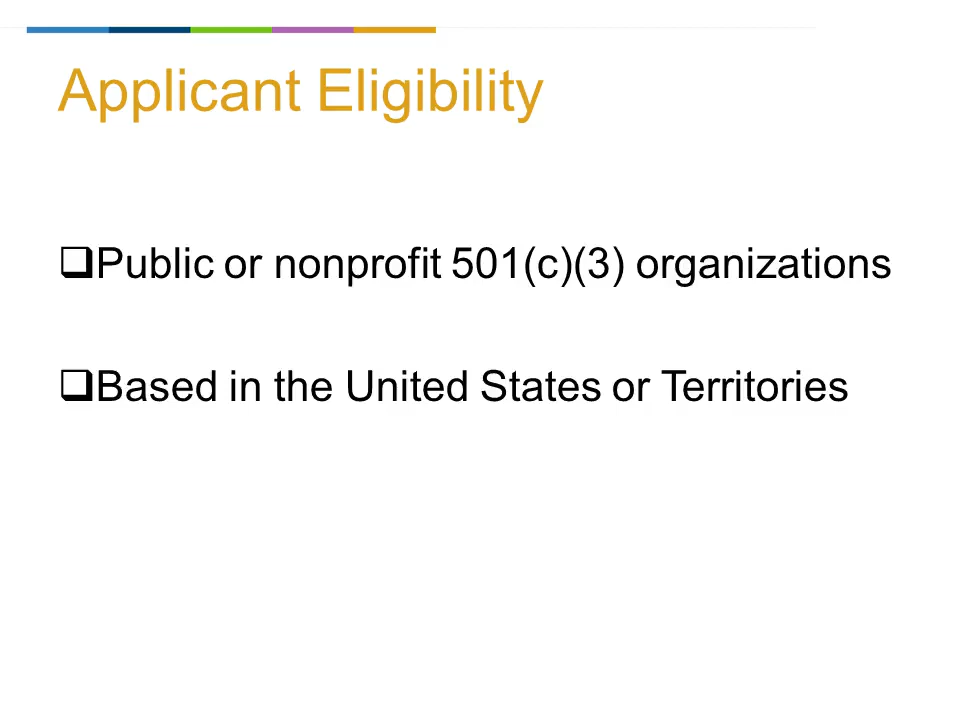 Applicant Eligibility
❑Public or nonprofit 501(c)(3) organizations
❑Based in the United States or Territories